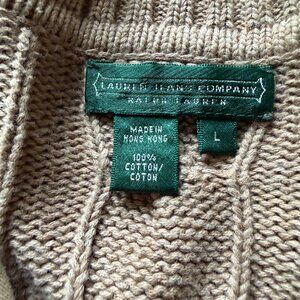 LAUREN JEANS COMPANY
RALPH LAUREN
MADE IN
HONG KONG
L
100%
COTTON/
COTON